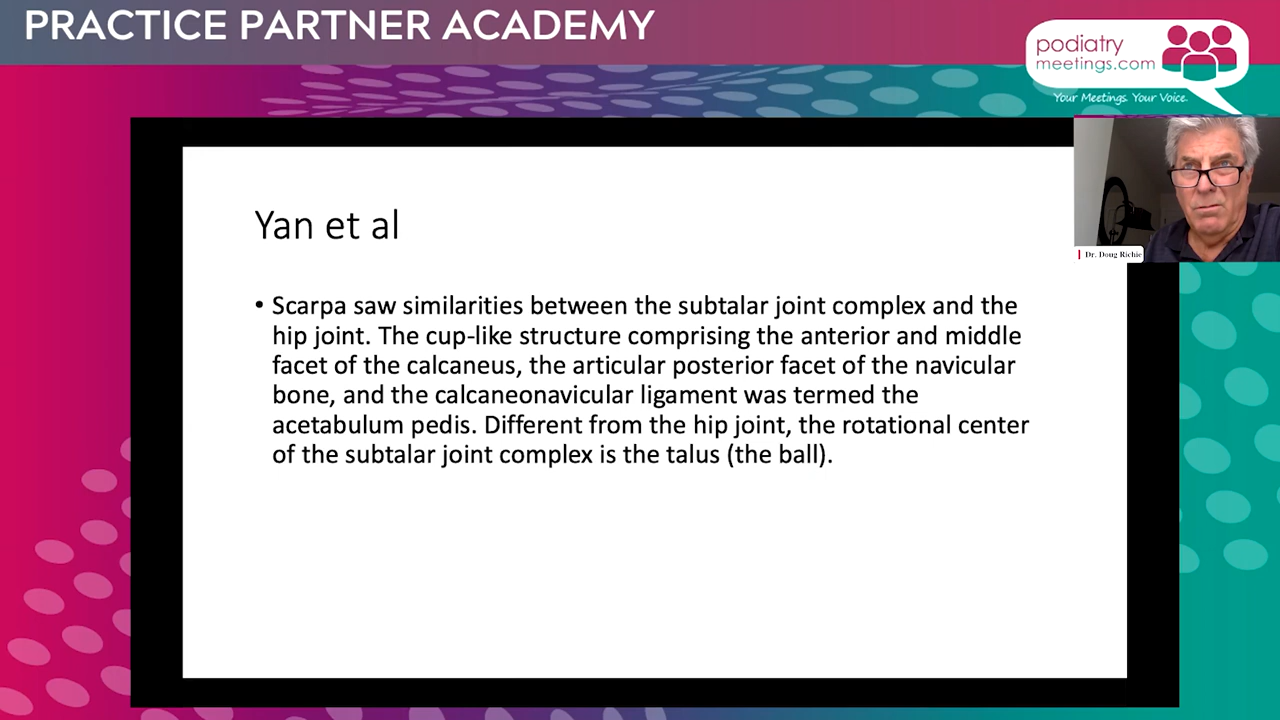 PRACTICE PARTNER ACADEMY
podiatry
meetings.com
Your Meetings. Your Voice.
Dr. Doug Richie
Yan et al
• Scarpa saw similarities between the subtalar joint complex and the
hip joint. The cup-like structure comprising the anterior and middle
facet of the calcaneus, the articular posterior facet of the navicular
bone, and the calcaneonavicular ligament was termed the
acetabulum pedis. Different from the hip joint, the rotational center
of the subtalar joint complex is the talus (the ball).